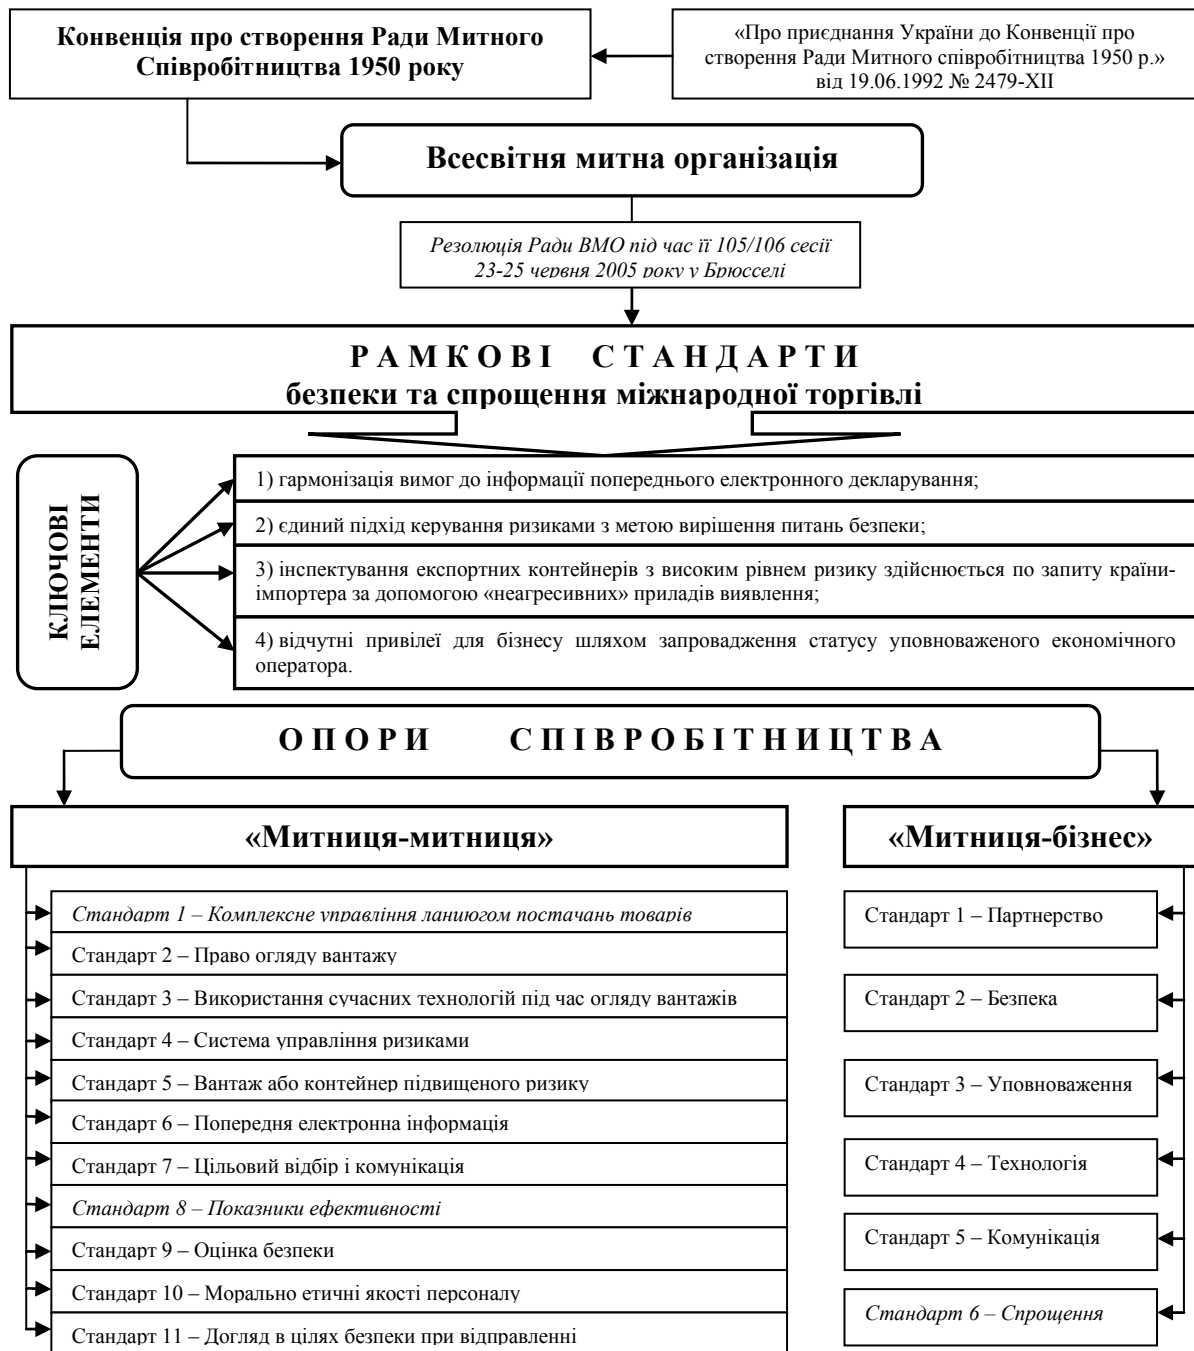 Конвенція про створення Ради Митного
Співробітництва 1950 року
«Про приєднання України до Конвенції про
створення Ради Митного співробітництва 1950 р.»
від 19.06.1992 № 2479-XII
Всесвітня митна організація
Резолюція Ради ВМО під час її 105/106 сесії
23-25 червня 2005 року у Брюсселі
РАМКОВІ СТАНДАРТИ
безпеки та спрощення міжнародної торгівлі
КЛЮЧОВІ
ЕЛЕМЕНТИ
1) гармонізація вимог до інформації попереднього електронного декларування;
2) єдиний підхід керування ризиками з метою вирішення питань безпеки;
3) інспектування експортних контейнерів з високим рівнем ризику здійснюється по запиту країни-
імпортера за допомогою «неагресивних» приладів виявлення;
4) відчутні привілеї для бізнесу шляхом запровадження статусу уповноваженого економічного
оператора.
ОПОРИ СПІВРОБІТНИЦТВА
«Митниця-митниця»
Стандарт 1 – Комплексне управління ланцюгом постачань товарів
Стандарт 2 – Право огляду вантажу
Стандарт 3 – Використання сучасних технологій під час огляду вантажів
Стандарт 4 – Система управління ризиками
Стандарт 5 – Вантаж або контейнер підвищеного ризику
Стандарт 6 – Попередня електронна інформація
Стандарт 7 – Цільовий відбір і комунікація
Стандарт 8 – Показники ефективності
Стандарт 9 – Оцінка безпеки
Стандарт 10 – Морально етичні якості персоналу
Стандарт 11 – Догляд в цілях безпеки при відправленні
«Митниця-бізнес»
Стандарт 1 – Партнерство
Стандарт 2 – Безпека
Стандарт 3 – Уповноваження
Стандарт 4 – Технологія
Стандарт 5 – Комунікація
Стандарт 6 – Спрощення